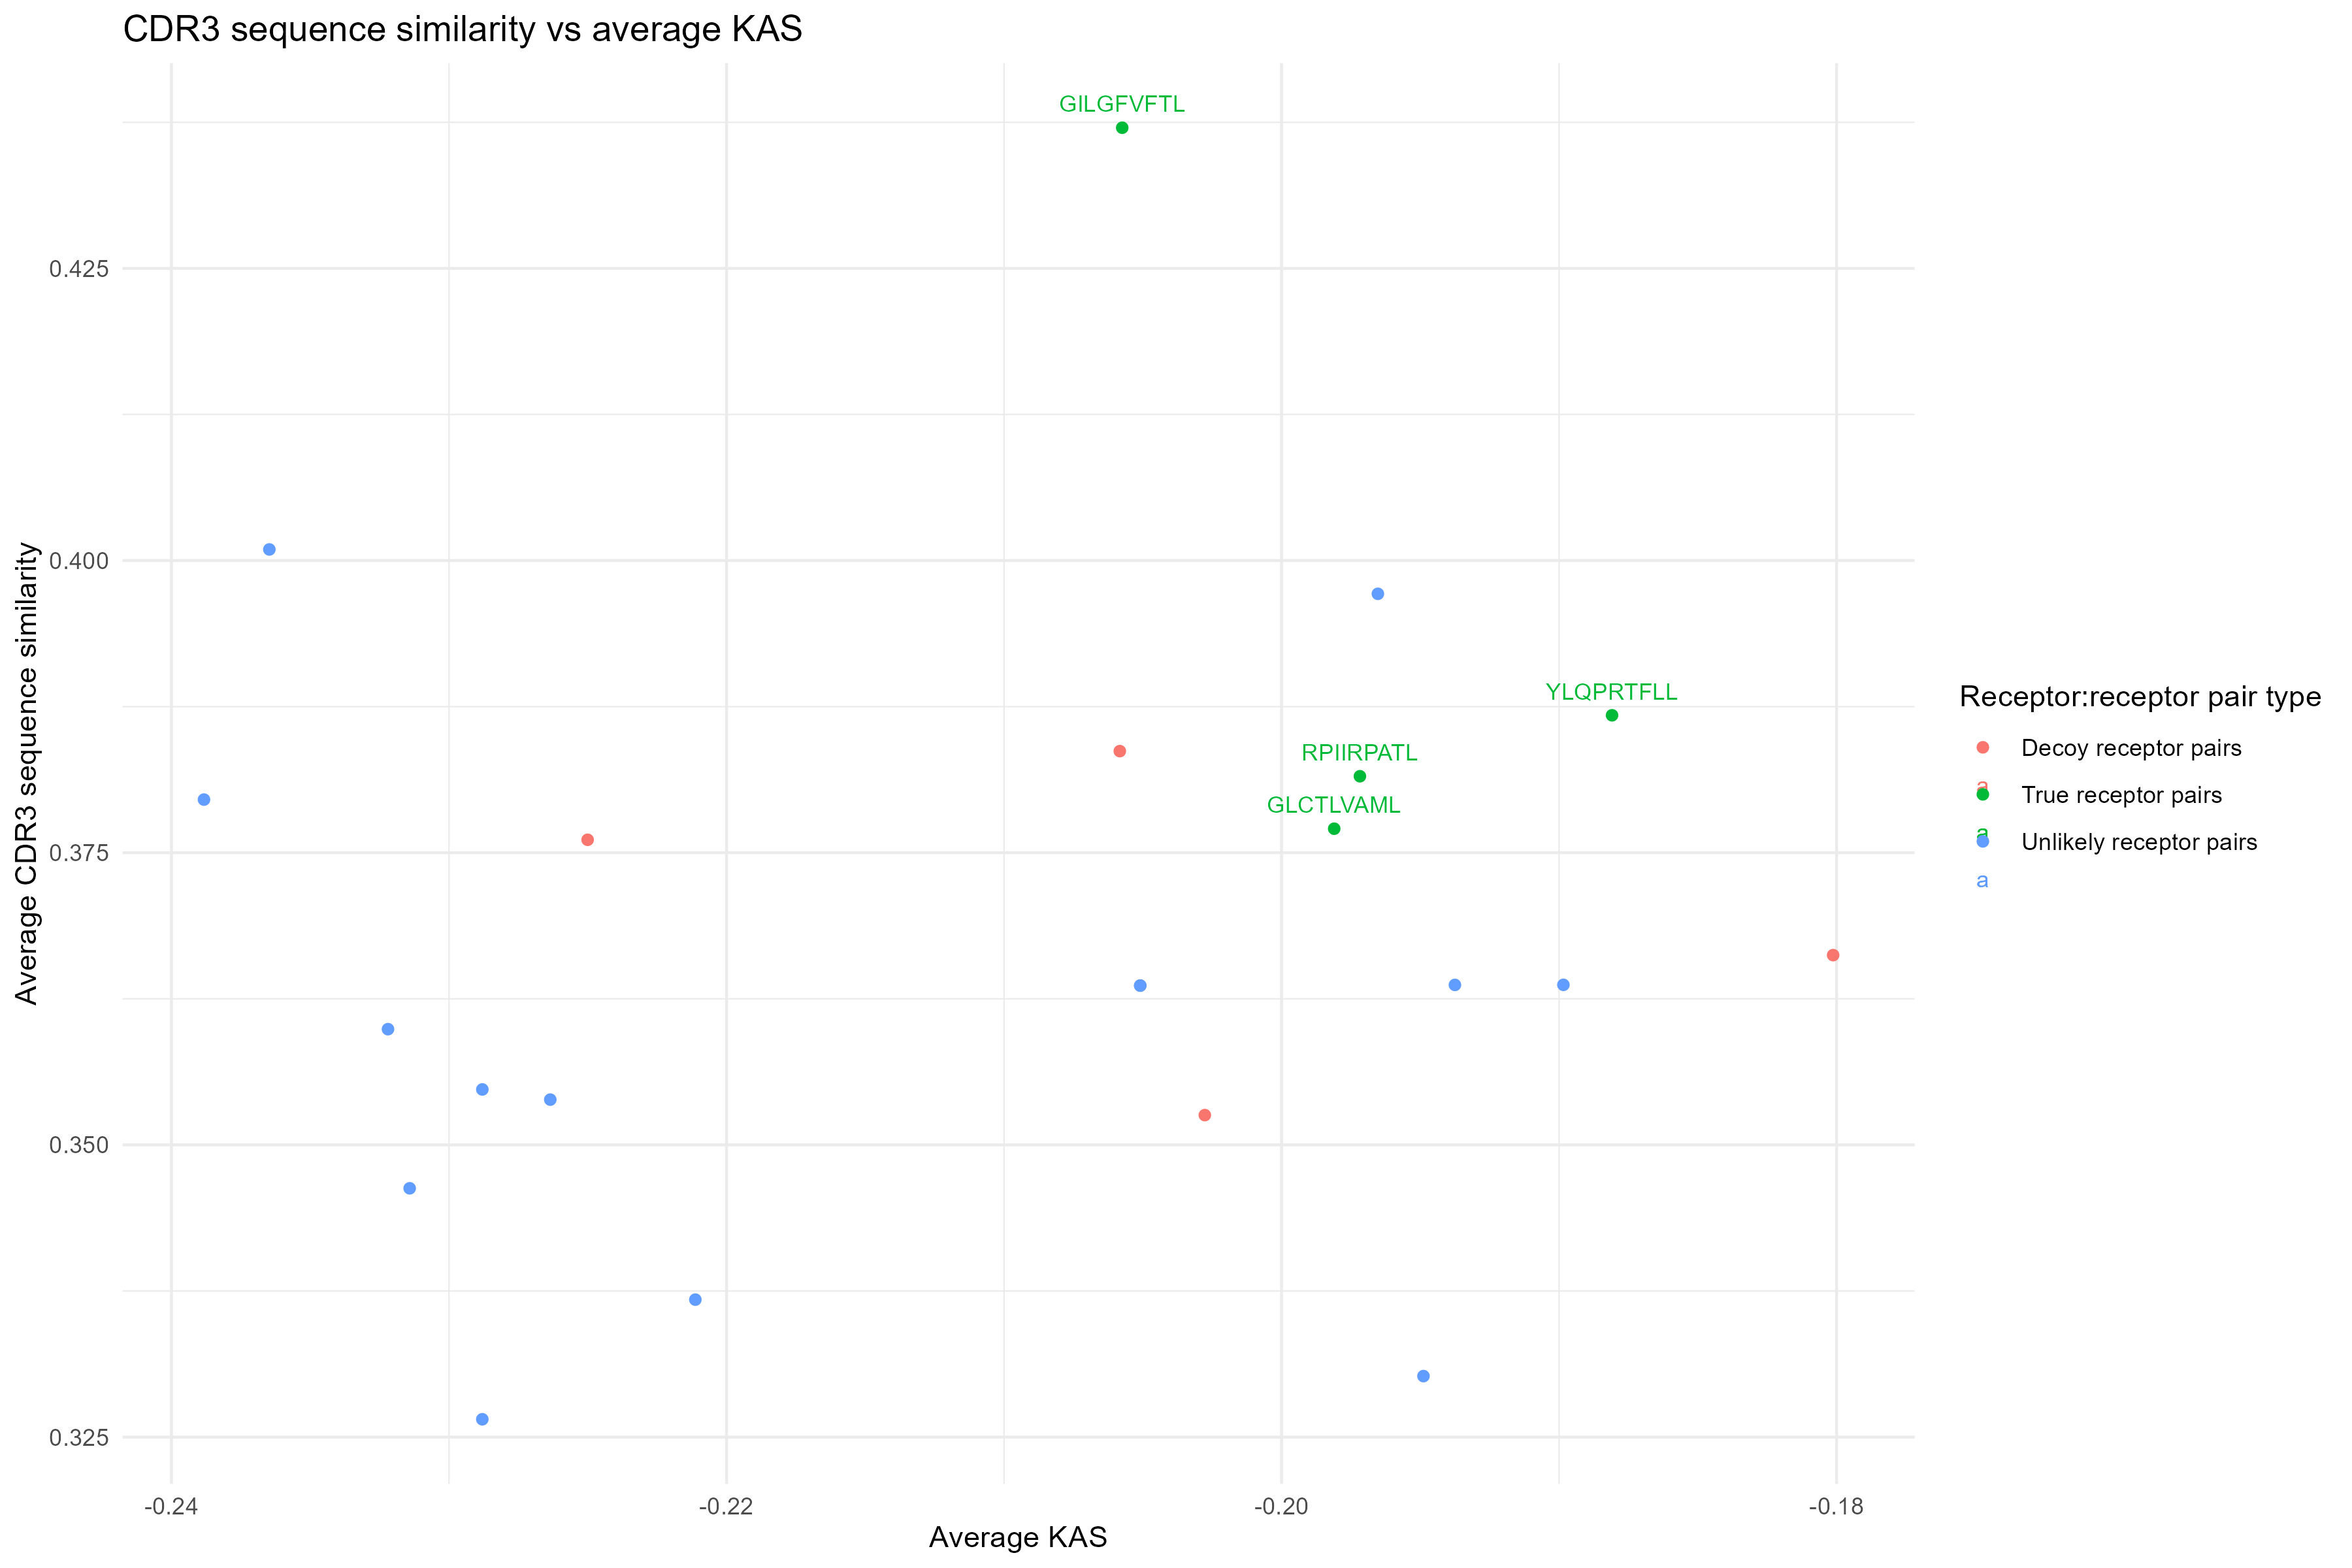 CDR3 sequence similarity vs average KAS
GILGFVFTL
0.425
0.400
YLQPRTFLL
RPIIRPATL
GLCTLVAML
0.375
0.350
0.325
-0.24
-0.22
-0.20
-0.18
Average KAS
Average CDR3 sequence similarity
Receptor:receptor pair type
Decoy receptor pairs
a
True receptor pairs
a
Unlikely receptor pairs
a